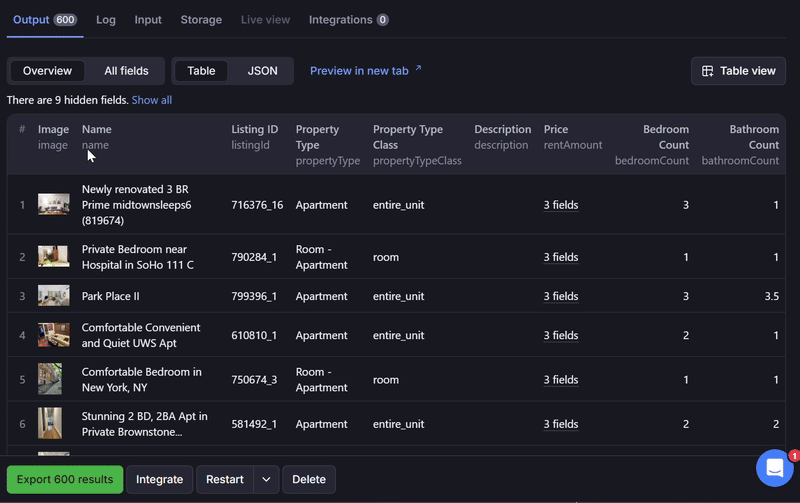 Output 600 Log Input Storage Live view Integrations 0
Overview All fields Table JSON Preview in new tab Table view
There are 9 hidden fields. Show all
# Image Name Listing ID Property Property Type Description Price Bedroom Bathroom
image name listingId Type Class description rentAmount Count Count
propertyType propertyTypeClass bedroomCount bathroomCount
Newly renovated 3 BR
1 Prime midtownsleeps6 716376_16 Apartment entire_unit 3 fields 3 1
(819674)
2 Private Bedroom near 790284_1 Room - room 3 fields 1 1
Hospital in SoHo 111 C Apartment
3 Park Place II 799396_1 Apartment entire_unit 3 fields 3 3.5
4 Comfortable Convenient 610810_1 Apartment entire_unit 3 fields 2 1
and Quiet UWS Apt
5 Comfortable Bedroom in 750674_3 Room - room 3 fields 1 1
New York, NY Apartment
6 Stunning 2 BD, 2BA Apt in 581492_1 Apartment entire_unit 3 fields 2 2
Private Brownstone...
Export 600 results Integrate Restart Delete
1